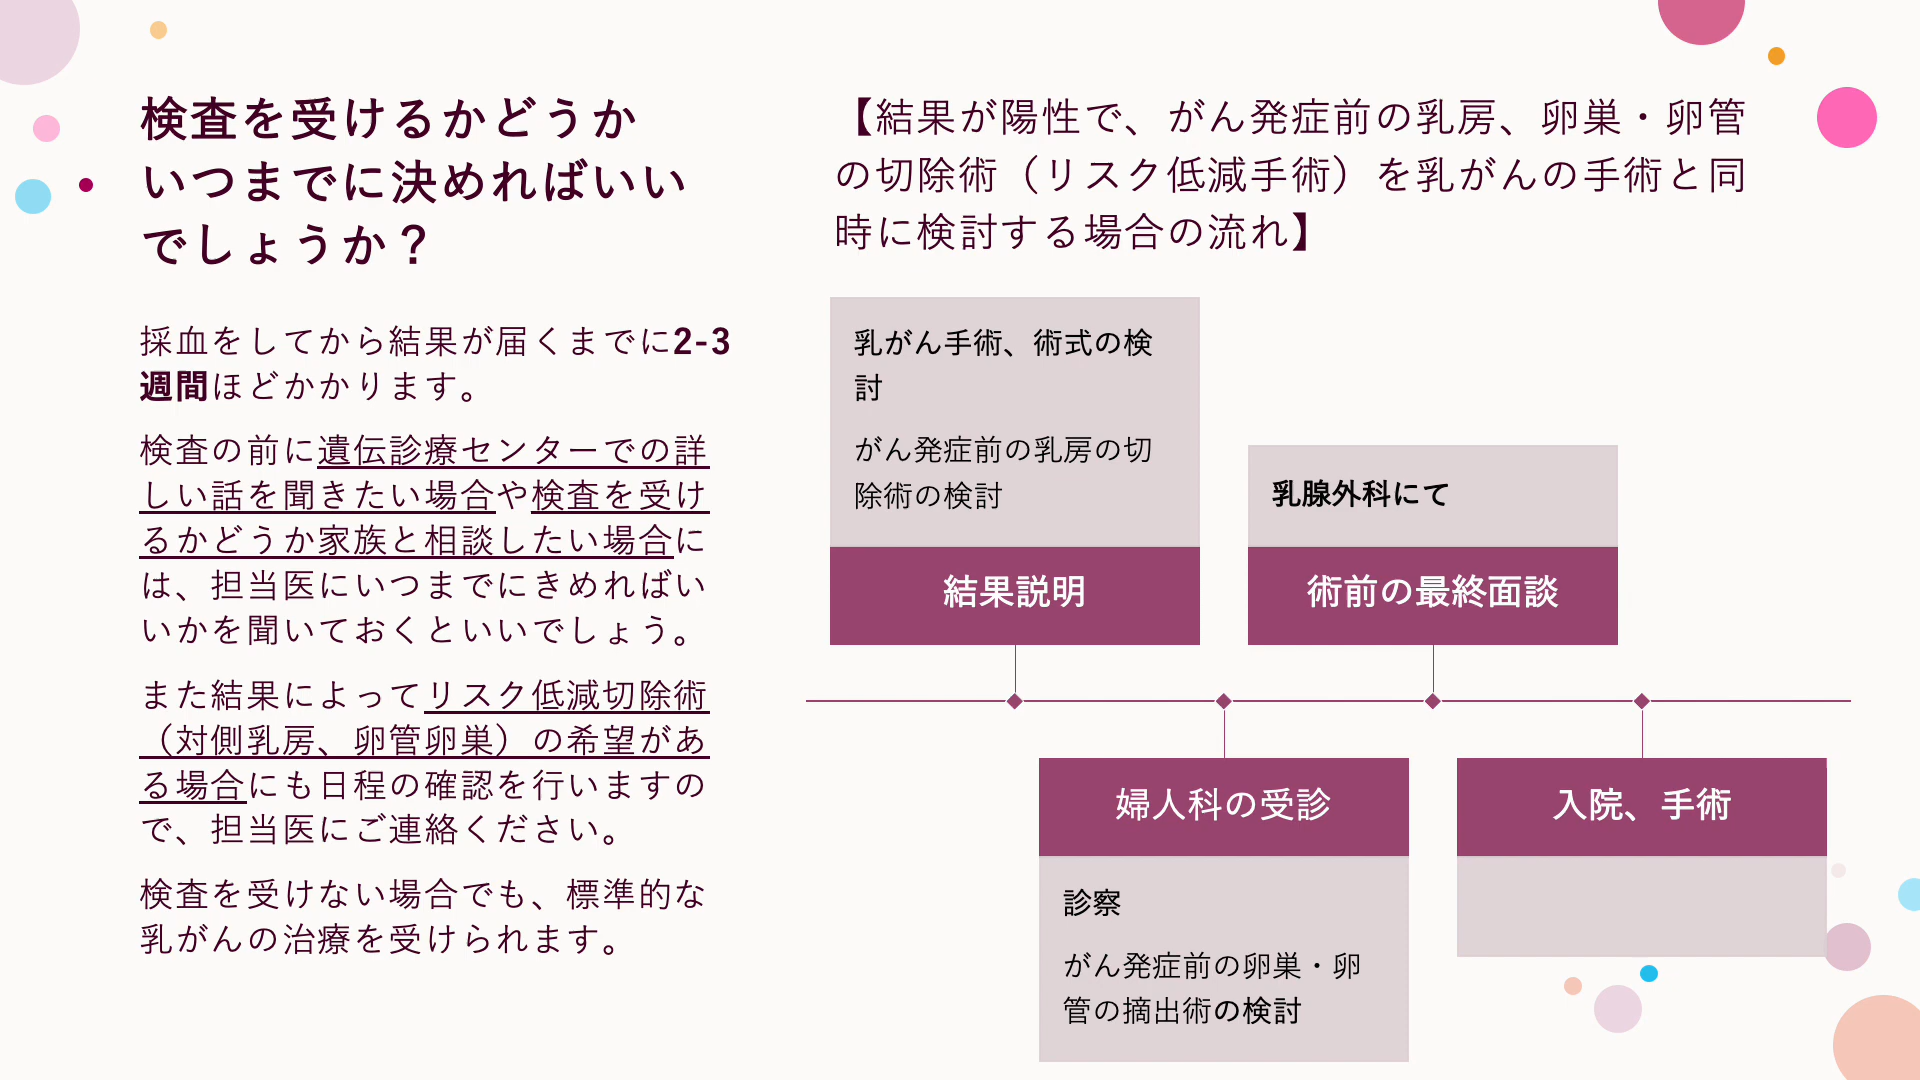 検査を受けるかどうか
いつまでに決めればいい
でしょうか？
採血をしてから結果が届くまでに2-3
週間ほどかかります。
検査の前に遺伝診療センターでの詳
しい話を聞きたい場合や検査を受け
るかどうか家族と相談したい場合に
は、担当医にいつまでにきめればい
いかを聞いておくといいでしょう。
また結果によってリスク低減切除術
（対側乳房、卵管卵巣）の希望があ
る場合にも日程の確認を行いますの
で、担当医にご連絡ください。
検査を受けない場合でも、標準的な
乳がんの治療を受けられます。
【結果が陽性で、がん発症前の乳房、卵巣・卵管
の切除術（リスク低減手術）を乳がんの手術と同
時に検討する場合の流れ】
乳がん手術、術式の検
討
がん発症前の乳房の切
除術の検討
結果説明
婦人科の受診
診察
がん発症前の卵巣・卵
管の摘出術の検討
乳腺外科にて
術前の最終面談
入院、手術